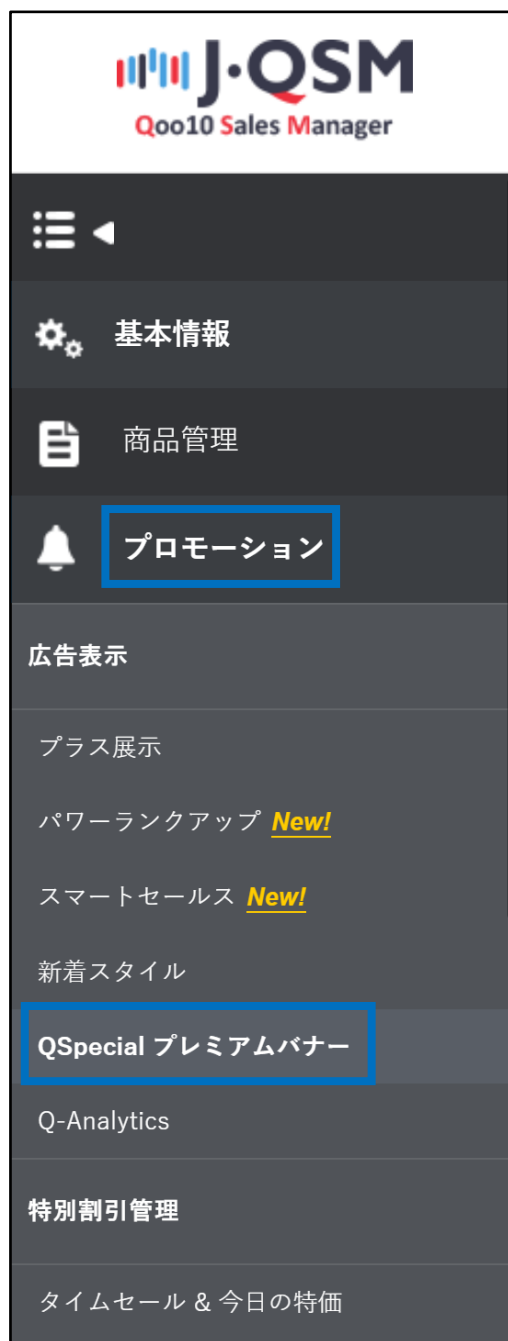 J・QSM
Qoo10 Sales Manager
基本情報
商品管理
プロモーション
広告表示
プラス展示
パワーランクアップ New!
スマートセールス New!
新着スタイル
QSpecial プレミアムバナー
Q-Analytics
特別割引管理
タイムセール & 今日の特価